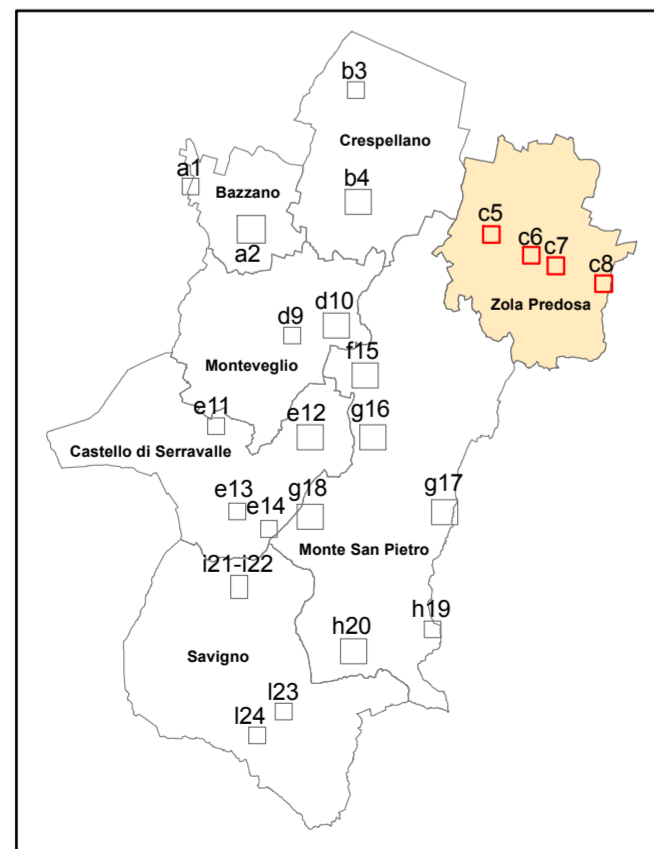 b3
Crespellano
a1
Bazzano
b4
a2
c5
c6
c7
c8
Zola Predosa
d10
d9
Monteveglio
f15
e11
e12
g16
Castello di Serravalle
e13
e14
g18
g17
Monte San Pietro
i21-i22
h19
h20
Savigno
l23
l24